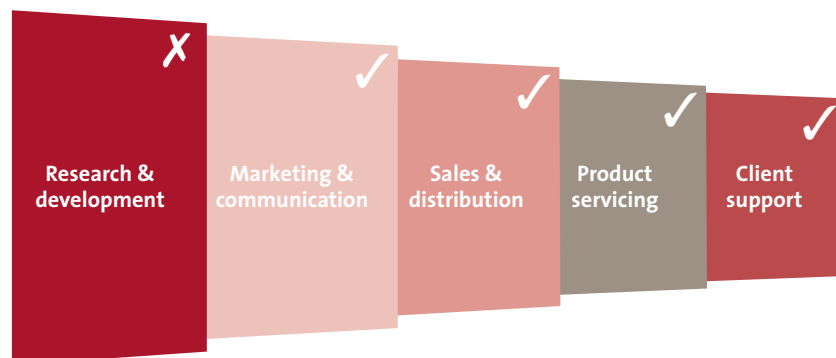 ✗
✓
✓
✓
✓
Research &
development
Marketing &
communication
Sales &
distribution
Product
servicing
Client
support